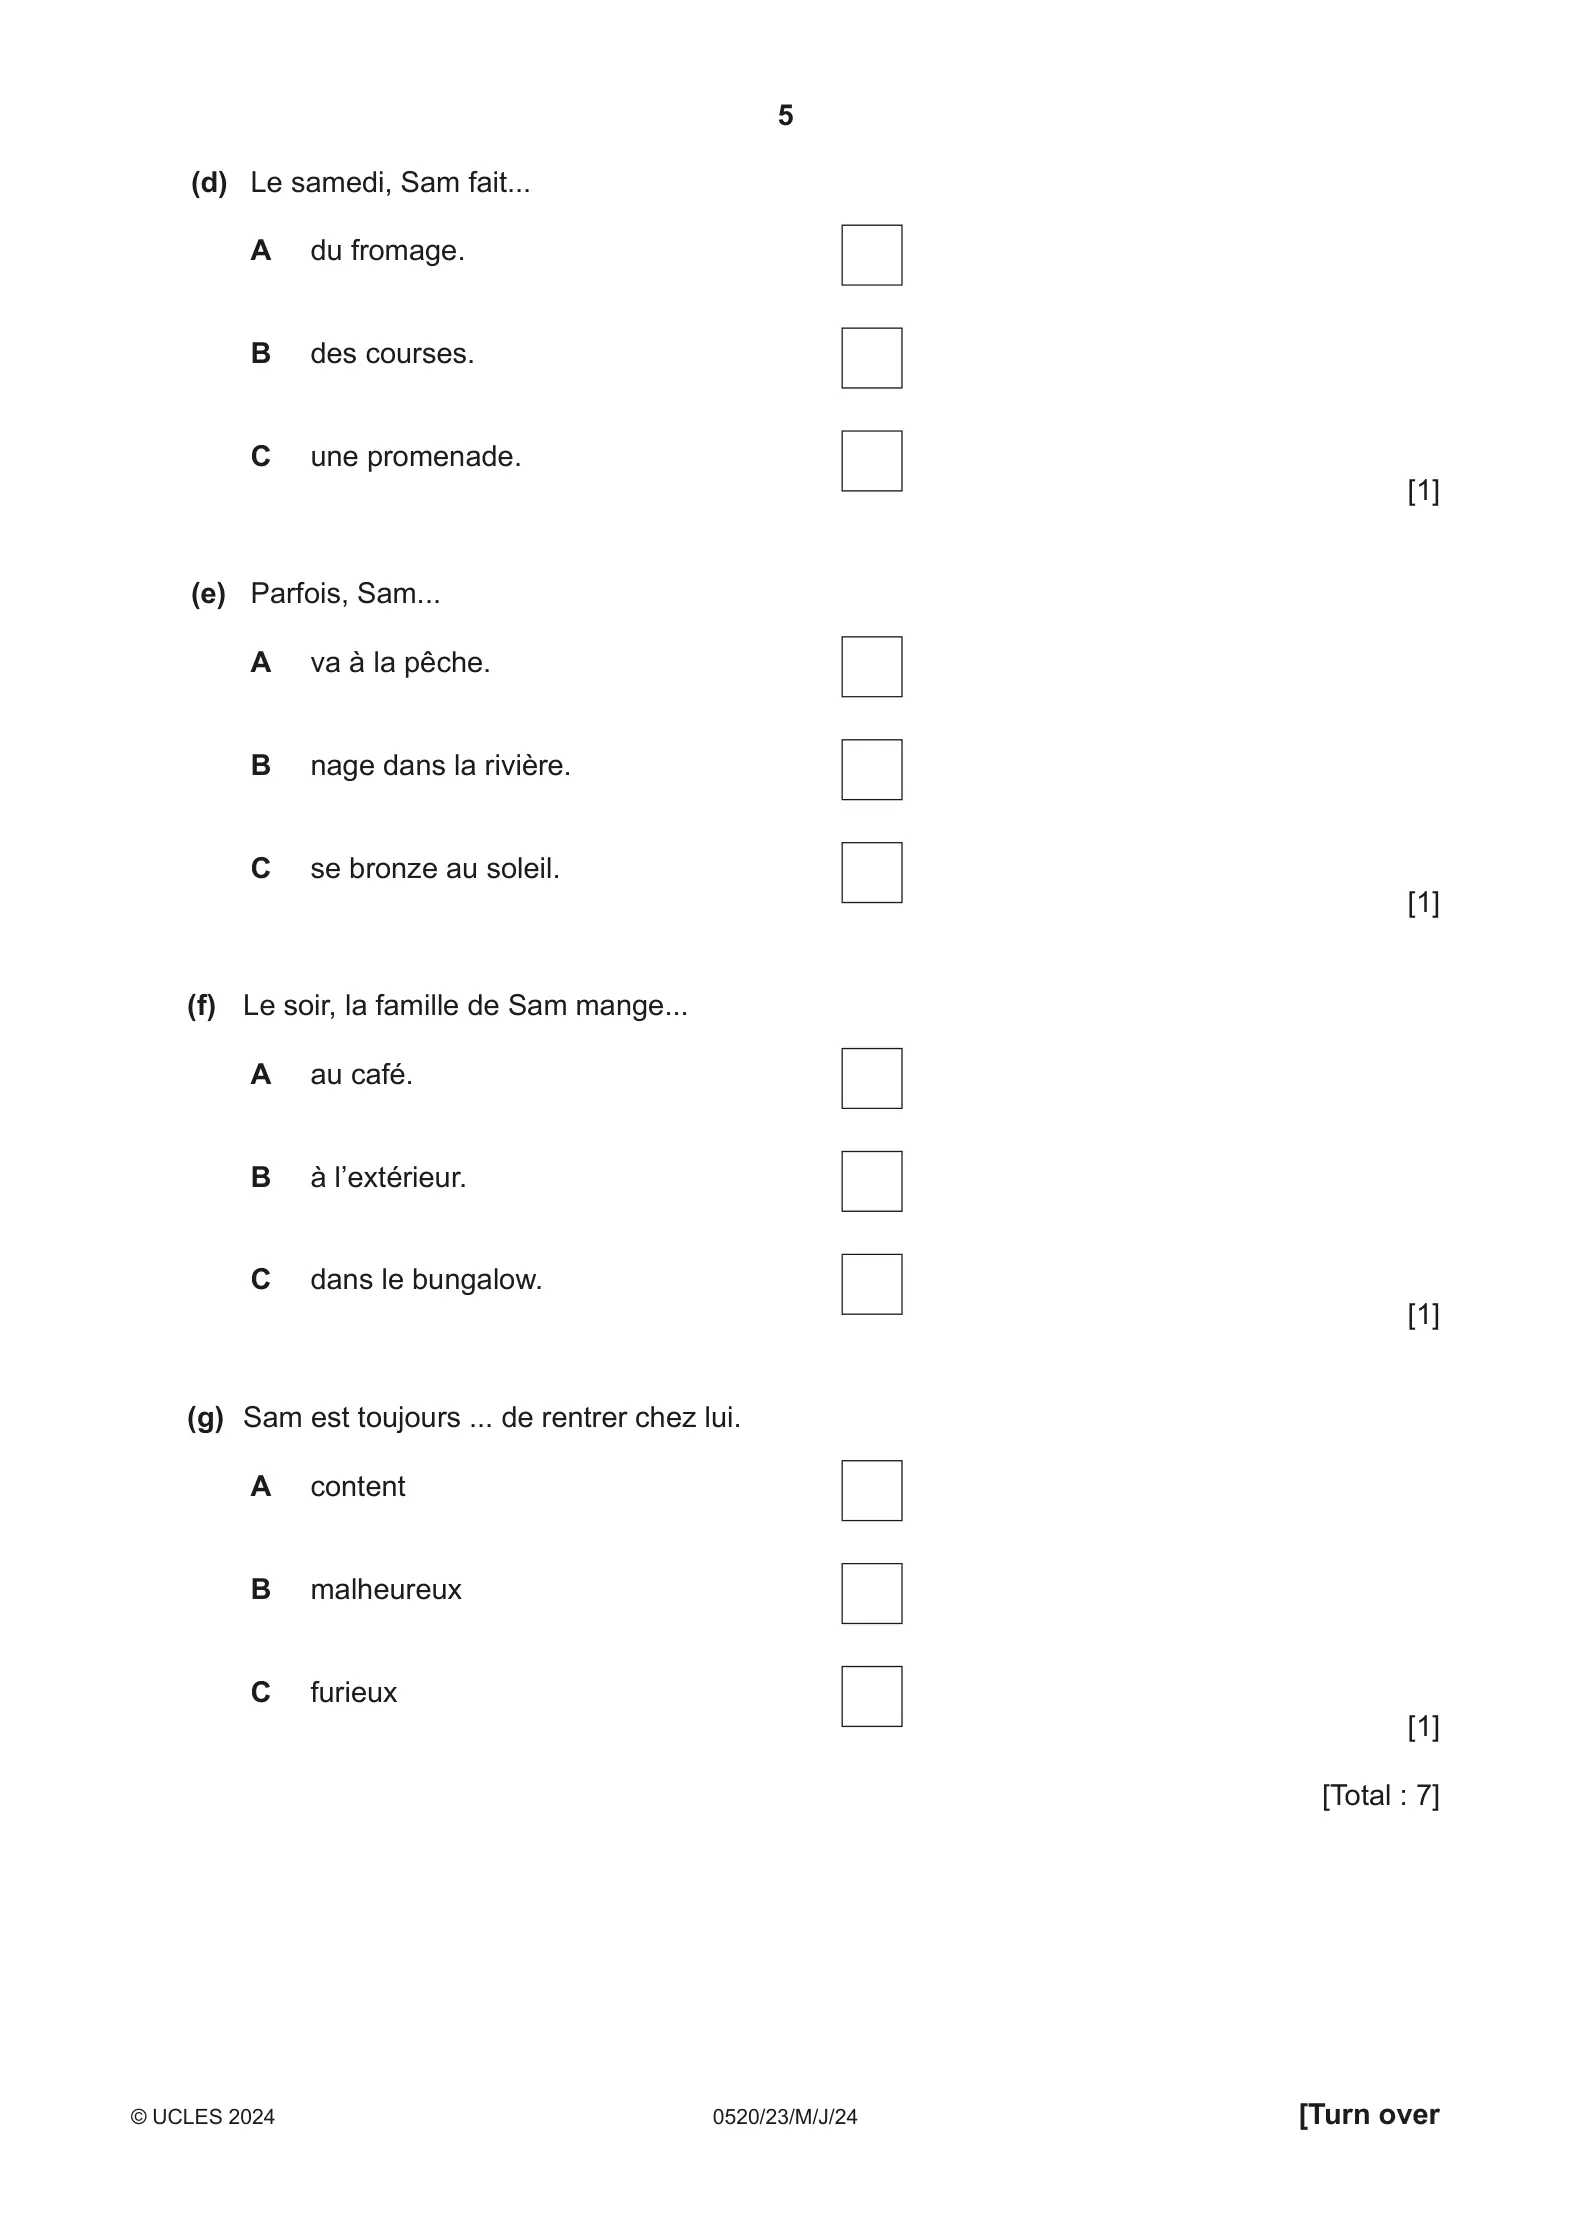 5
(d) Le samedi, Sam fait...
A du fromage.
B des courses.
C une promenade.
[1]
(e) Parfois, Sam...
A va à la pêche.
B nage dans la rivière.
C se bronze au soleil.
[1]
(f) Le soir, la famille de Sam mange...
A au café.
B à l’extérieur.
C dans le bungalow.
[1]
(g) Sam est toujours ... de rentrer chez lui.
A content
B malheureux
C furieux
[1]
[Total : 7]
© UCLES 2024 0520/23/M/J/24 [Turn over